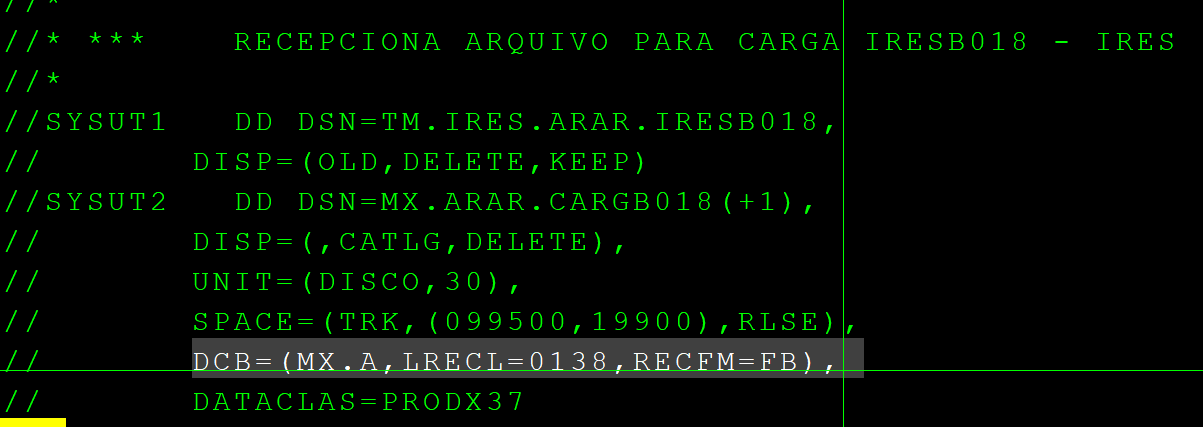 //*
//* ***    RECEPCIONA ARQUIVO PARA CARGA IRESB018 - IRES
//*
//SYSUT1   DD DSN=TM.IRES.ARAR.IRESB018,
//       DISP=(OLD,DELETE,KEEP)
//SYSUT2   DD DSN=MX.ARAR.CARGB018(+1),
//       DISP=(,CATLG,DELETE),
//       UNIT=(DISCO,30),
//       SPACE=(TRK,(099500,19900),RLSE),
//       DCB=(MX.A,LRECL=0138,RECFM=FB),
//       DATACLAS=PRODX37